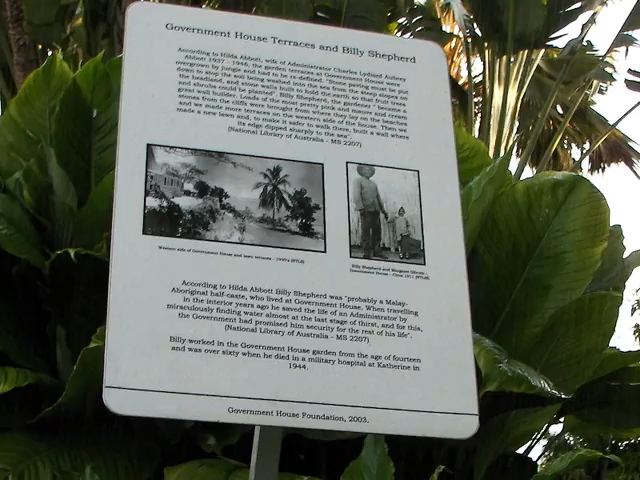 Government House Terraces and Billy Shepherd
According to Hilda Abbott, wife of Administrator Charles Lydiard Aubrey
Abbott 1937 - 1946, the garden terraces at Government House were
overgrown by jungle and had to be re-defined. "Stone paving must be put
down to stop the soil being washed into the sea from the steep slopes on
the headland, and stone walls built to hold the earth so that fruit trees
and shrubs could be planted". Billy Shepherd, the gardener " became a
great wall builder. Loads of the most pretty pink and mauve and cream
stones from the cliffs were brought from where they lay on the beaches
and we made more terraces on the western side of the house. Then we
made a new lawn and, to make it safer to walk there, built a wall where
its edge dipped sharply to the sea".
(National Library of Australia - MS 2207)
Western side of Government House and lawn terraces -
Billy Shepherd and Margaret Gilruth -
Government House - Circa 1911
According to Hilda Abbott Billy Shepherd was "probably a Malay-
Aboriginal half-caste, who lived at Government House. When travelling
in the interior years ago he saved the life of an Administrator by
miraculously finding water almost at the last stage of thirst, and for this,
the Government had promised him security for the rest of his life".
(National Library of Australia - MS 2207)
Billy worked in the Government House garden from the age of fourteen
and was over sixty when he died in a military hospital at Katherine in
1944.
Government House Foundation, 2003.